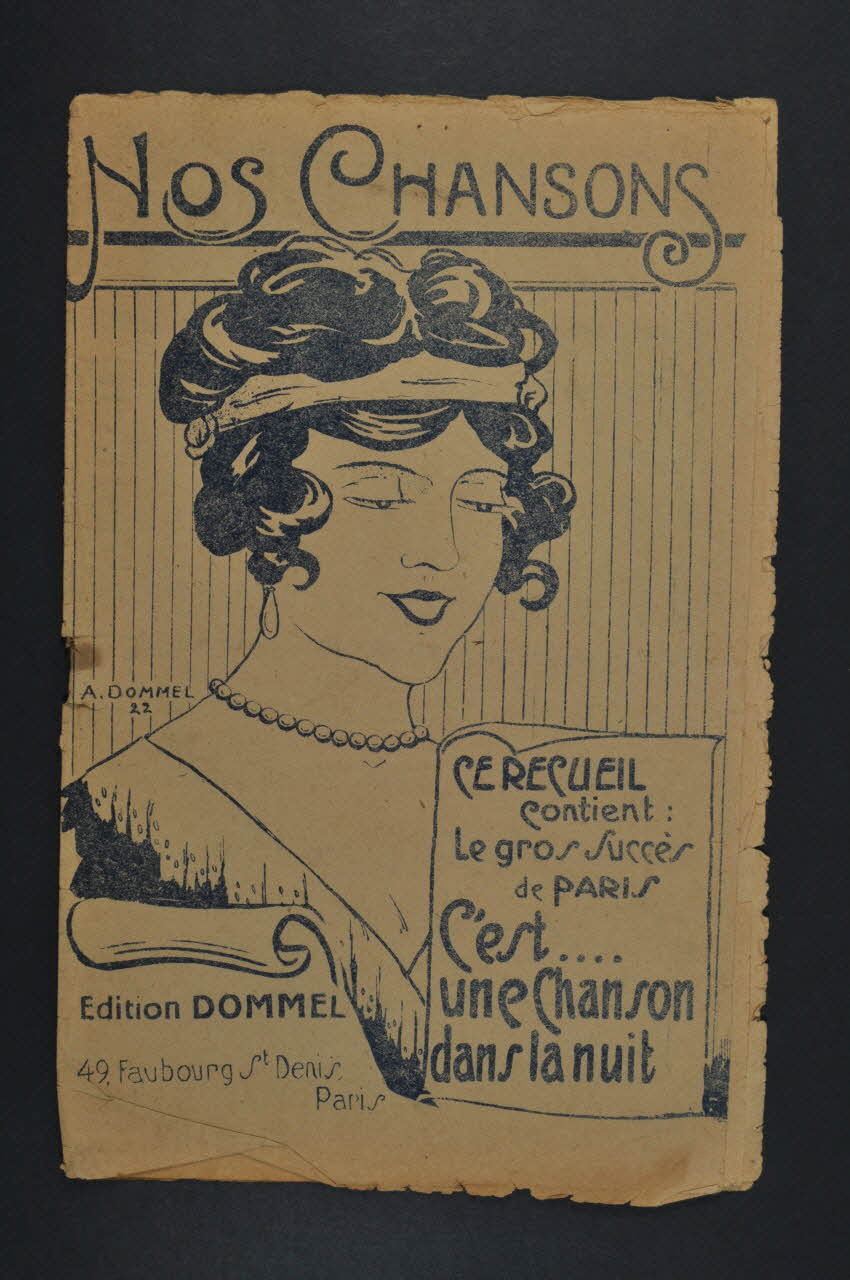 Nos Chansons
A. DOMMEL
22
CE RECUEIL
contient :
Le gros succès
de PARIS
C'est....
une Chanson
dans la nuit
Edition DOMMEL
49, Faubourg St Denis,
Paris